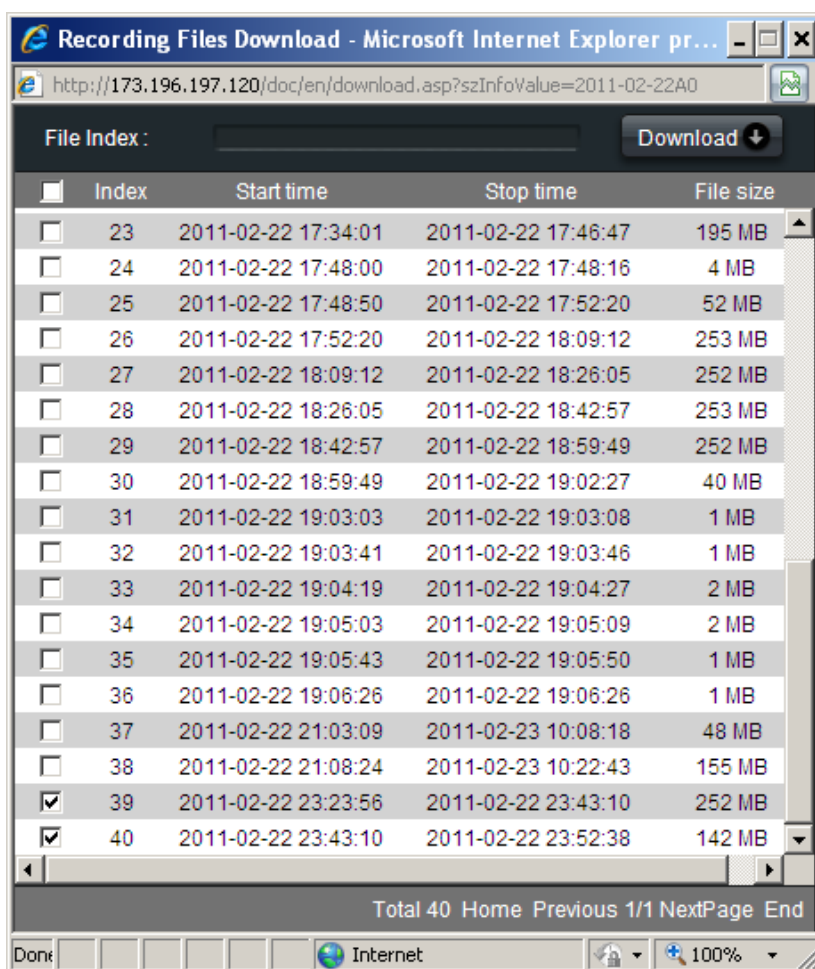 Recording Files Download - Microsoft Internet Explorer pr...
http://173.196.197.120/doc/en/download.asp?szInfoValue=2011-02-22A0
File Index : Download
Index Start time Stop time File size
23 2011-02-22 17:34:01 2011-02-22 17:46:47 195 MB
24 2011-02-22 17:48:00 2011-02-22 17:48:16 4 MB
25 2011-02-22 17:48:50 2011-02-22 17:52:20 52 MB
26 2011-02-22 17:52:20 2011-02-22 18:09:12 253 MB
27 2011-02-22 18:09:12 2011-02-22 18:26:05 252 MB
28 2011-02-22 18:26:05 2011-02-22 18:42:57 253 MB
29 2011-02-22 18:42:57 2011-02-22 18:59:49 252 MB
30 2011-02-22 18:59:49 2011-02-22 19:02:27 40 MB
31 2011-02-22 19:03:03 2011-02-22 19:03:08 1 MB
32 2011-02-22 19:03:41 2011-02-22 19:03:46 1 MB
33 2011-02-22 19:04:19 2011-02-22 19:04:27 2 MB
34 2011-02-22 19:05:03 2011-02-22 19:05:09 2 MB
35 2011-02-22 19:05:43 2011-02-22 19:05:50 1 MB
36 2011-02-22 19:06:26 2011-02-22 19:06:26 1 MB
37 2011-02-22 21:03:09 2011-02-23 10:08:18 48 MB
38 2011-02-22 21:08:24 2011-02-23 10:22:43 155 MB
39 2011-02-22 23:23:56 2011-02-22 23:43:10 252 MB
40 2011-02-22 23:43:10 2011-02-22 23:52:38 142 MB
Total 40 Home Previous 1/1 NextPage End
Done Internet 100%